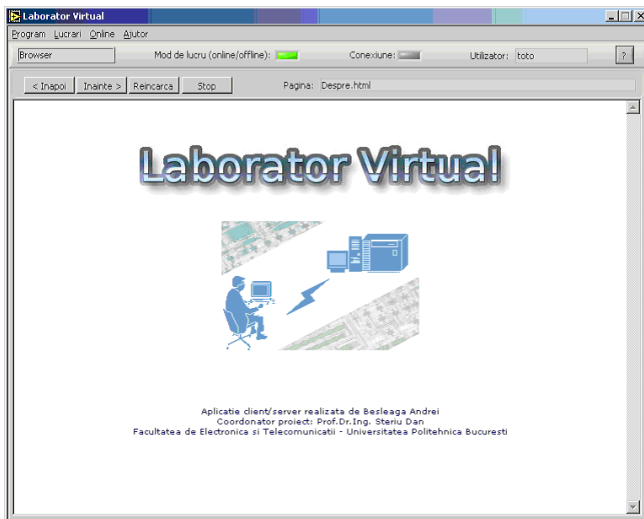 Laborator Virtual
Program Lucrari Online Ajutor
Browser Mod de lucru (online/offline): Conexiune: Utilizator: toto ?
< Inapoi Inainte > Reincarca Stop Pagina: Despre.html
Laborator Virtual
Aplicatie client/server realizata de Besleaga Andrei
Coordonator proiect: Prof.Dr.Ing. Steriu Dan
Facultatea de Electronica si Telecomunicatii - Universitatea Politehnica Bucuresti